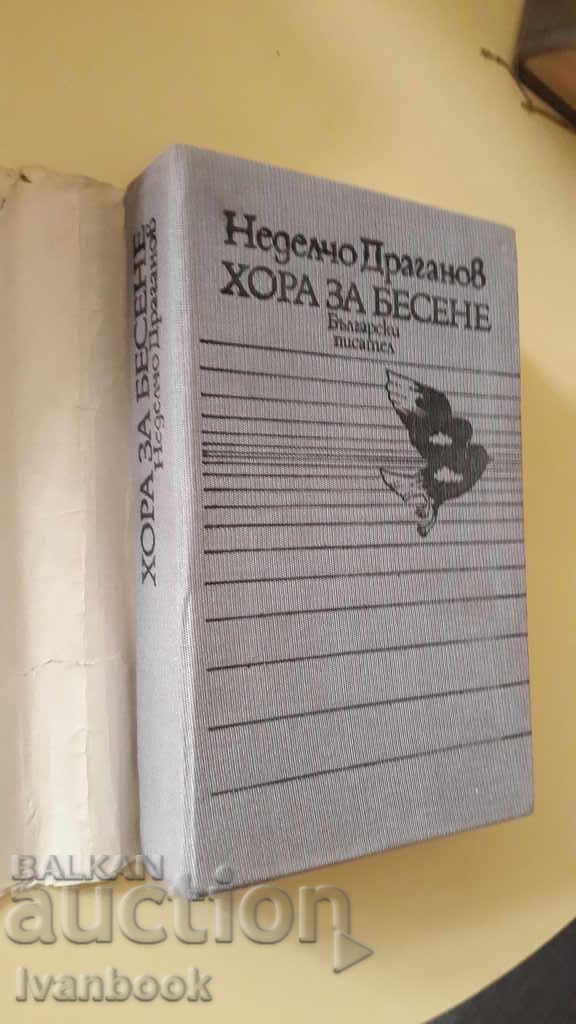 Неделчо Драганов
ХОРА ЗА БЕСЕНЕ
Български
писател
ХОРА ЗА БЕСЕНЕ
Неделчо Драганов
BALKAN
auction
Ivanbook